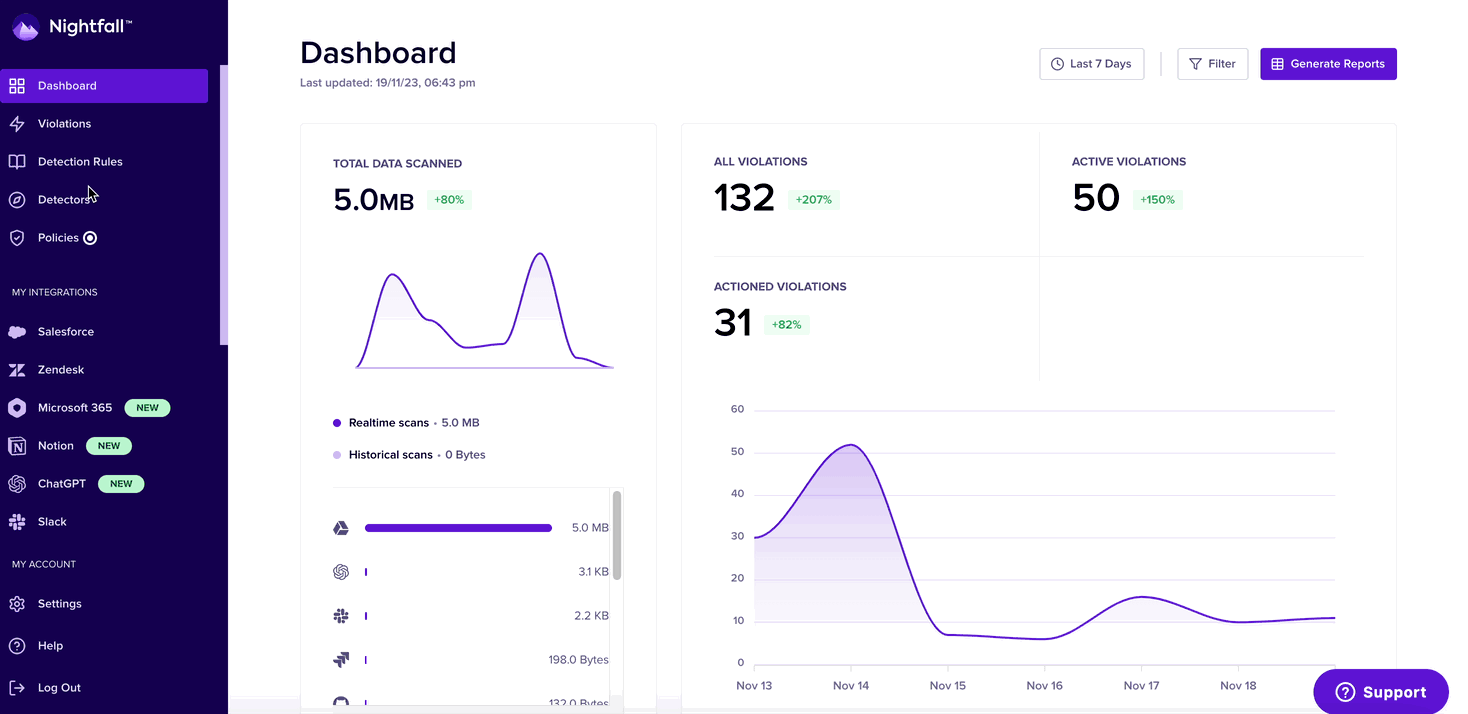 Nightfall™
Dashboard
Violations
Detection Rules
Detectors
Policies
MY INTEGRATIONS
Salesforce
Zendesk
Microsoft 365 NEW
Notion NEW
ChatGPT NEW
Slack
MY ACCOUNT
Settings
Help
Log Out
Dashboard
Last updated: 19/11/23, 06:43 pm
Last 7 Days
Filter
Generate Reports
TOTAL DATA SCANNED
5.0MB +80%
Realtime scans • 5.0 MB
Historical scans • 0 Bytes
5.0 MB
3.1 KB
2.2 KB
198.0 Bytes
132.0 Bytes
ALL VIOLATIONS
132 +207%
ACTIVE VIOLATIONS
50 +150%
ACTIONED VIOLATIONS
31 +82%
60
50
40
30
20
10
0
Nov 13 Nov 14 Nov 15 Nov 16 Nov 17 Nov 18
Support